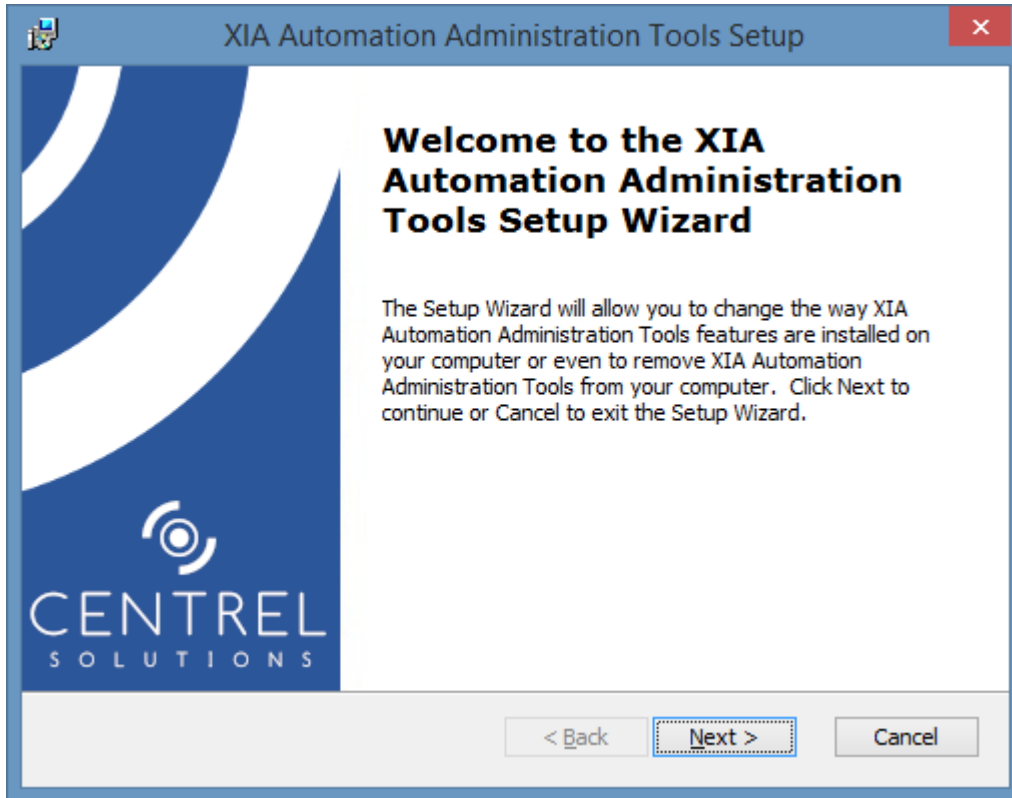 XIA Automation Administration Tools Setup
Welcome to the XIA
Automation Administration
Tools Setup Wizard
The Setup Wizard will allow you to change the way XIA
Automation Administration Tools features are installed on
your computer or even to remove XIA Automation
Administration Tools from your computer.  Click Next to
continue or Cancel to exit the Setup Wizard.
CENTREL
SOLUTIONS
< Back
Next >
Cancel